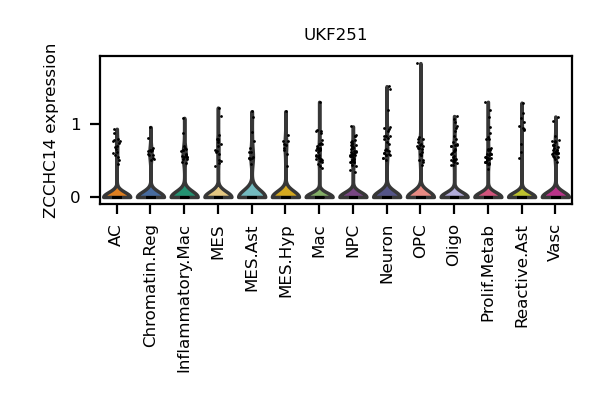 UKF251
ZCCHC14 expression
1
0
AC
Chromatin.Reg
Inflammatory.Mac
MES
MES.Ast
MES.Hyp
Mac
NPC
Neuron
OPC
Oligo
Prolif.Metab
Reactive.Ast
Vasc